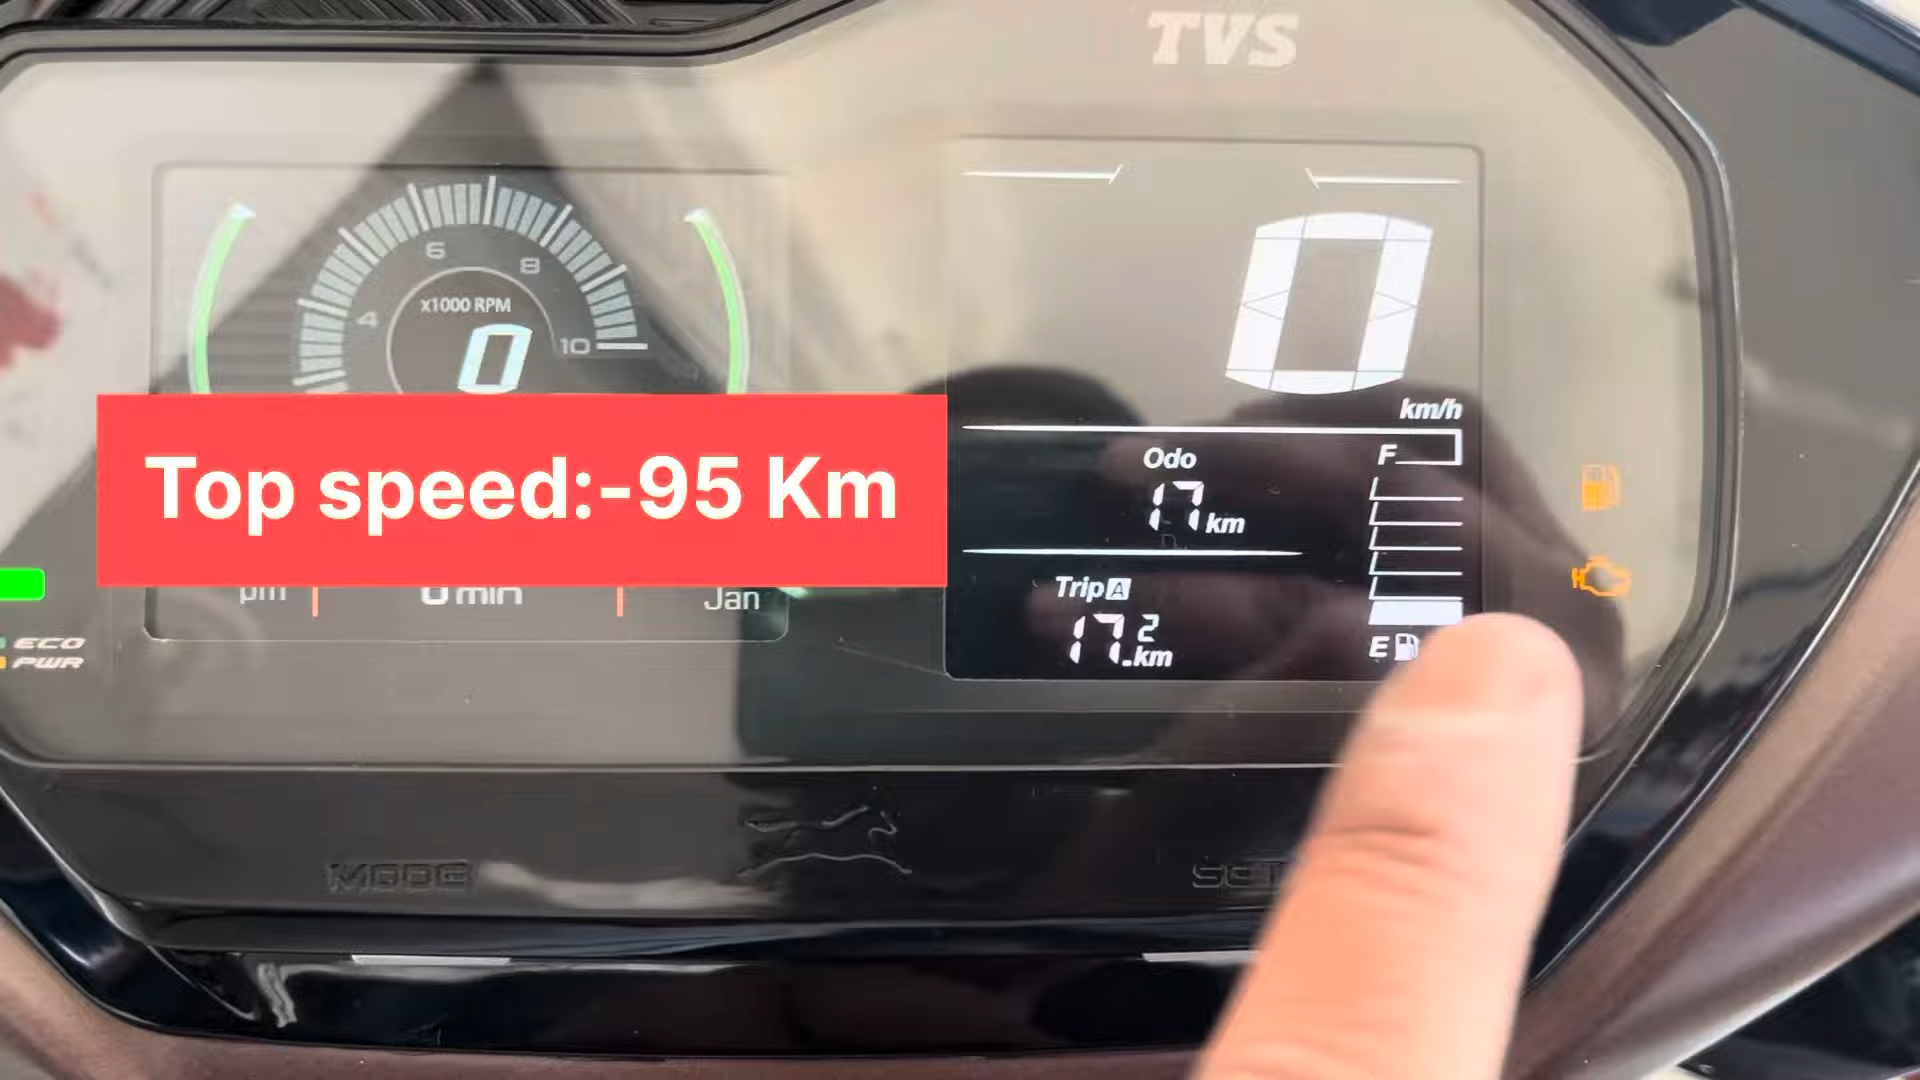 TVS
6
8
4
x1000 RPM
0
10
0
km/h
Top speed:-95 Km
Odo
17 km
F
pm
0 min
Jan
Trip A
17.2 km
E
ECO
PWR
MODE
SET